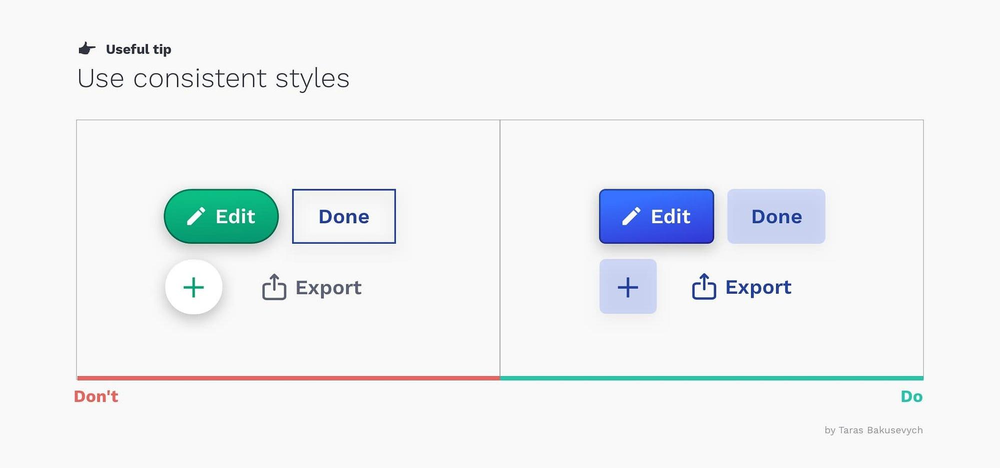 Useful tip
Use consistent styles
Edit
Done
Export
Edit
Done
Export
Don't
Do
by Taras Bakusevych